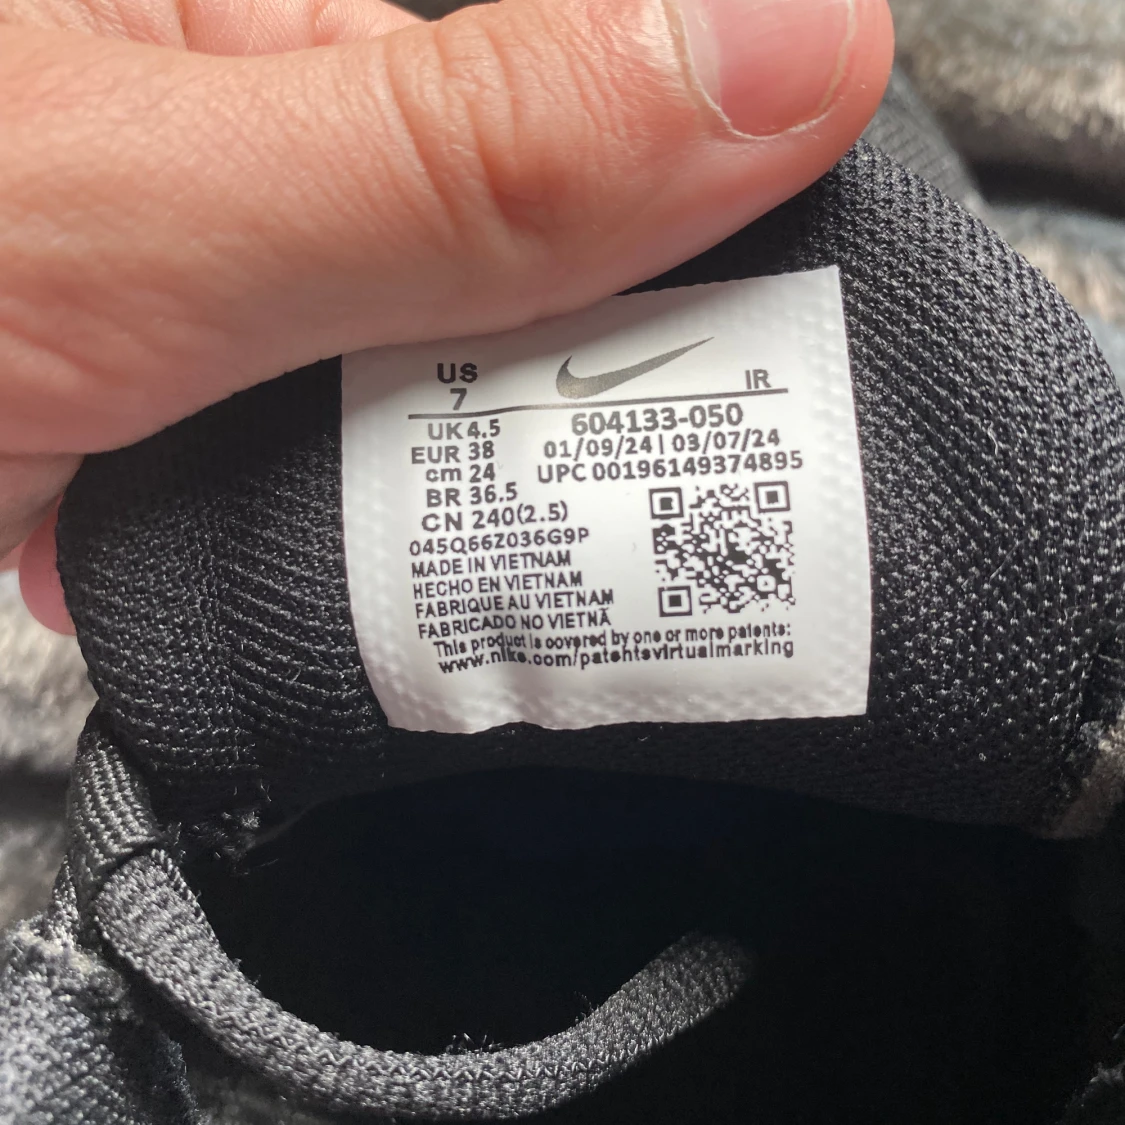 US
7
IR
UK 4.5
EUR 38
cm 24
BR 36.5
CN 240(2.5)
604133-050
01/09/24 | 03/07/24
UPC 00196149374895
045Q66Z036G9P
MADE IN VIETNAM
HECHO EN VIETNAM
FABRIQUE AU VIETNAM
FABRICADO NO VIETNÃ
This product is covered by one or more patents:
www.nike.com/patentsvirtualmarking